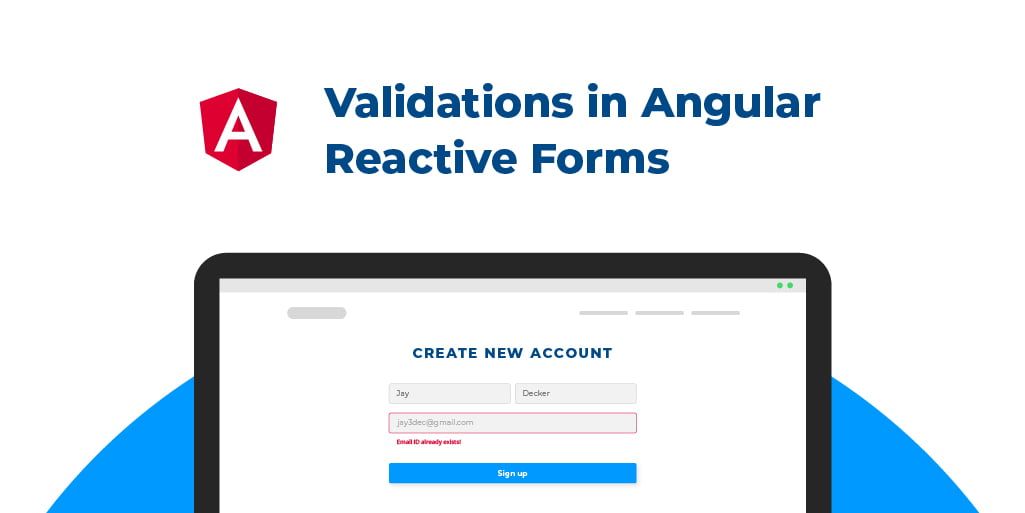 Validations in Angular
Reactive Forms
CREATE NEW ACCOUNT
Jay Decker
jay3dec@gmail.com
Email ID already exists!
Sign up